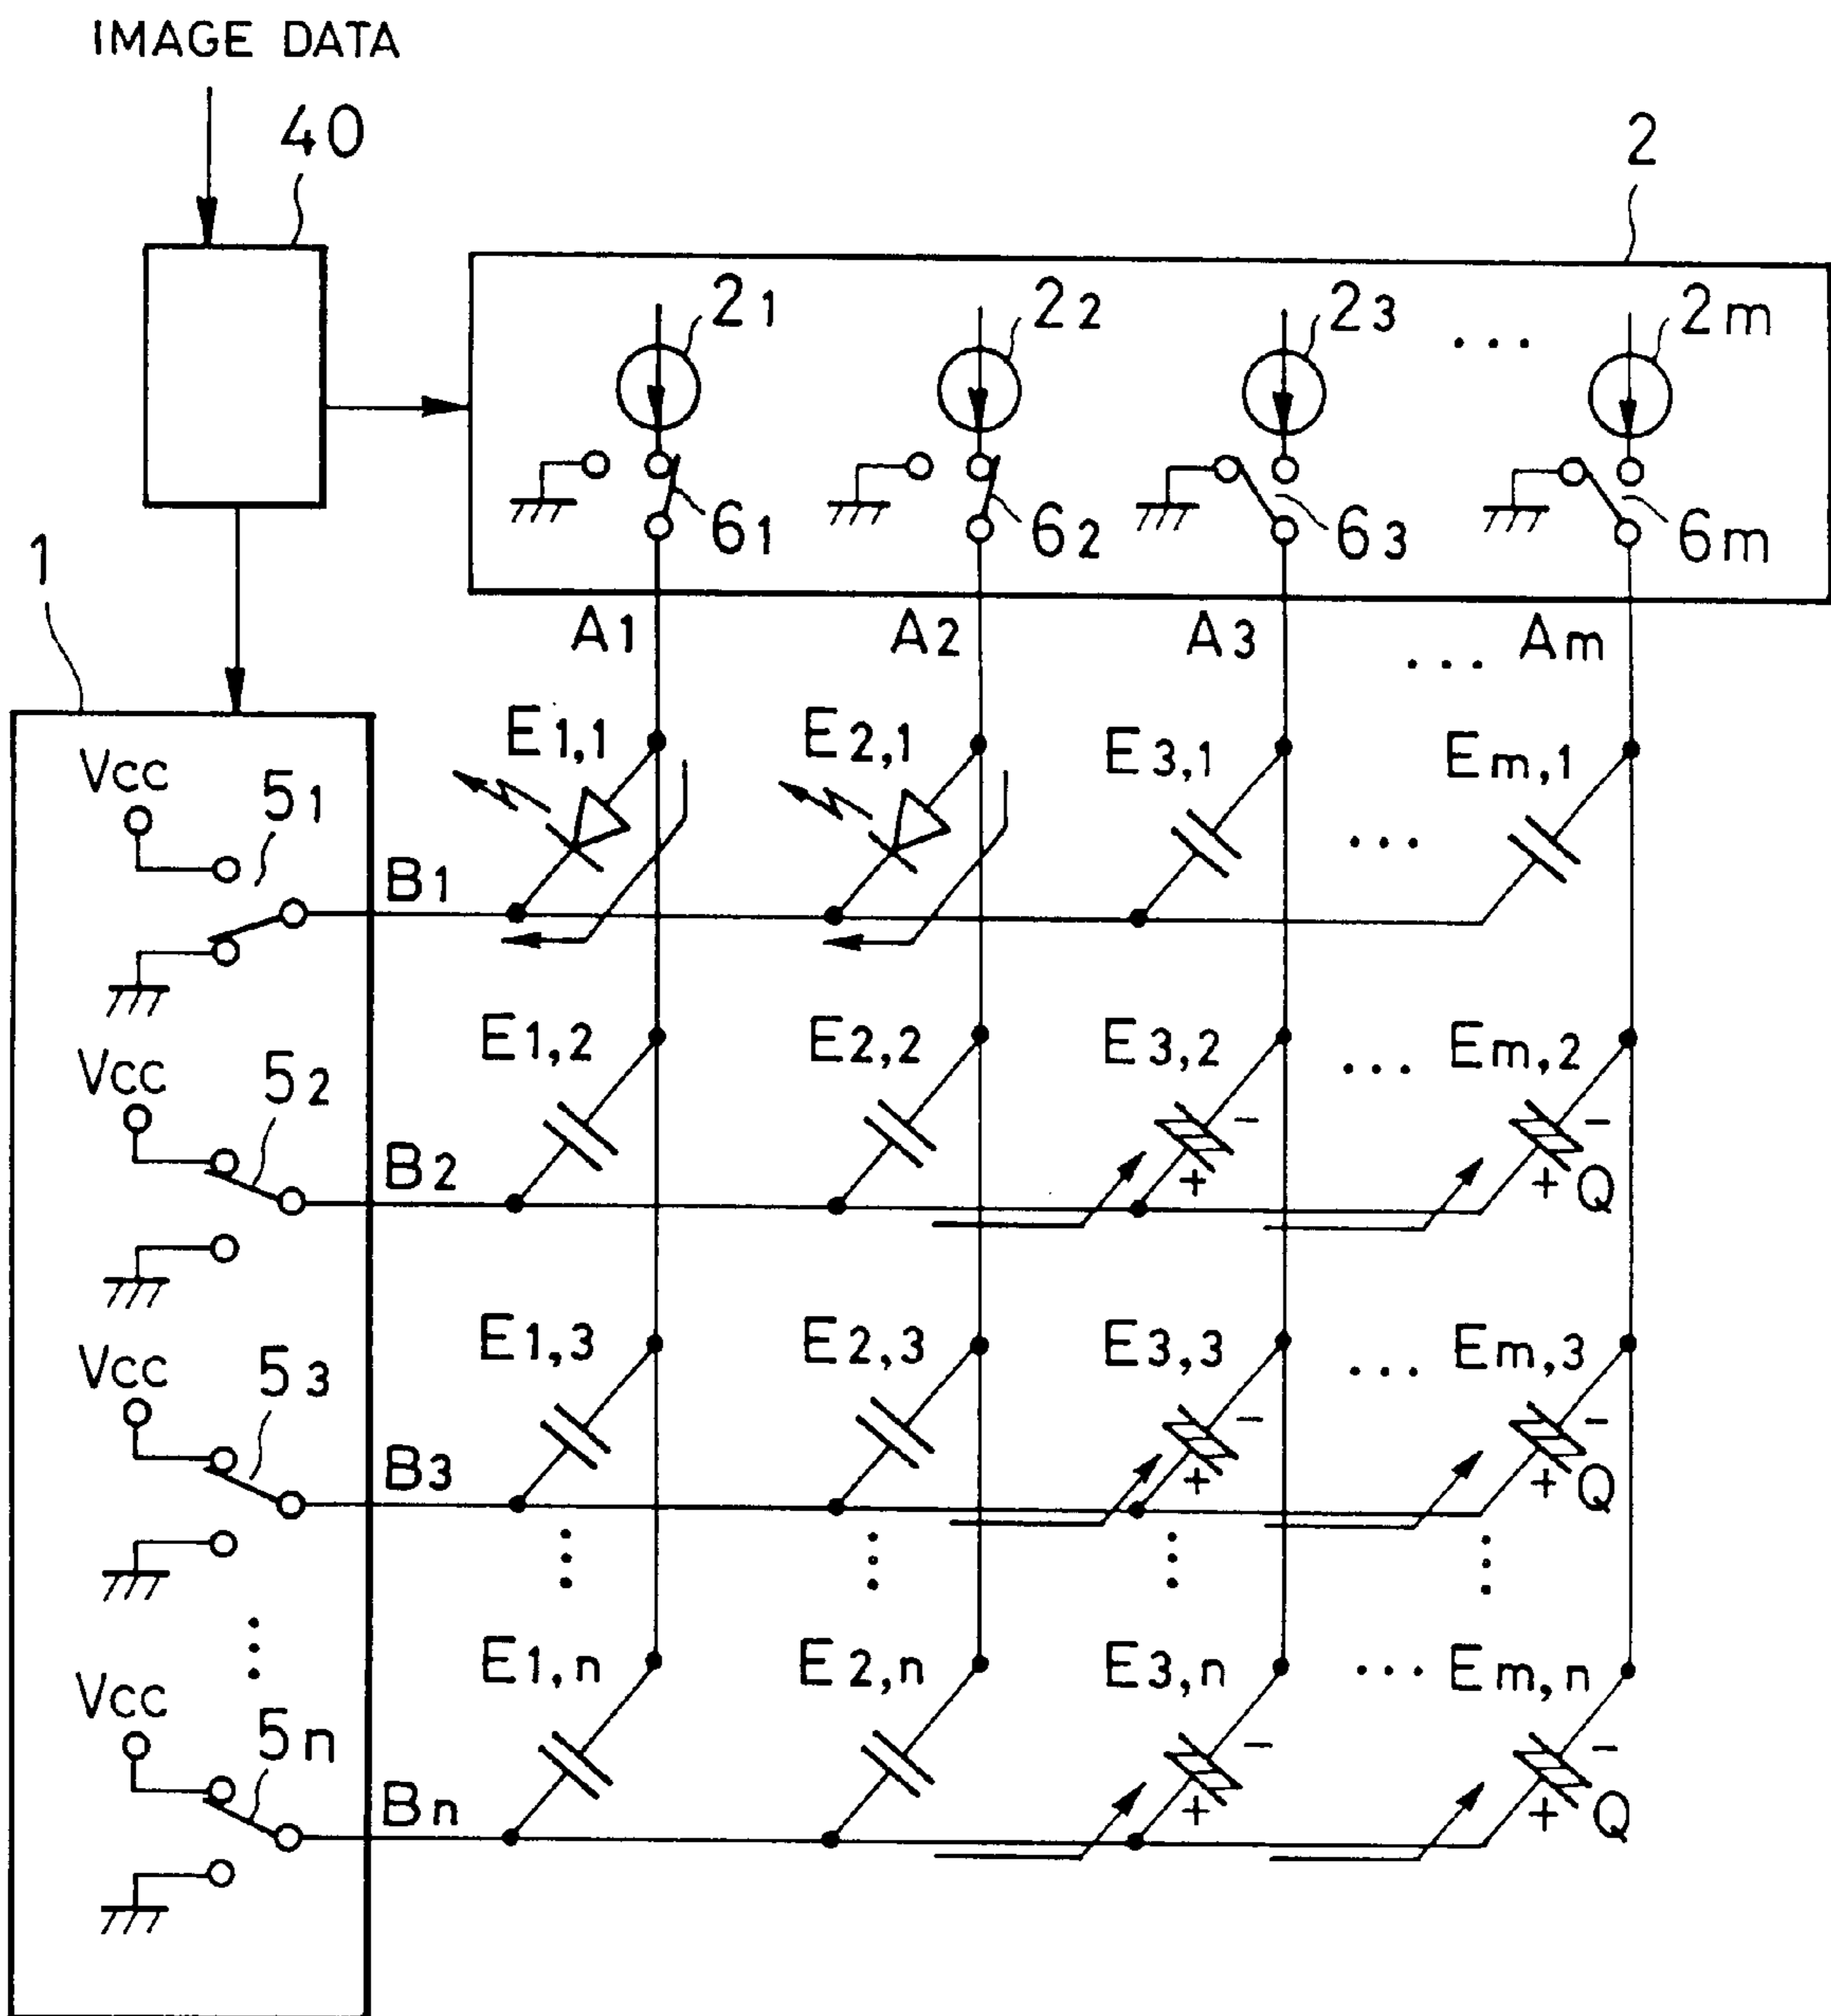 IMAGE DATA
40
2
21 22 23 ... 2m
61 62 63 6m
1
A1 A2 A3 ... Am
E1,1 E2,1 E3,1 ... Em,1
Vcc 51
B1
E1,2 E2,2 E3,2 ... Em,2
Vcc 52
B2
- -
+ + Q
E1,3 E2,3 E3,3 ... Em,3
Vcc 53
B3
- -
+ + Q
E1,n E2,n E3,n ... Em,n
Vcc 5n
Bn
- -
+ + Q